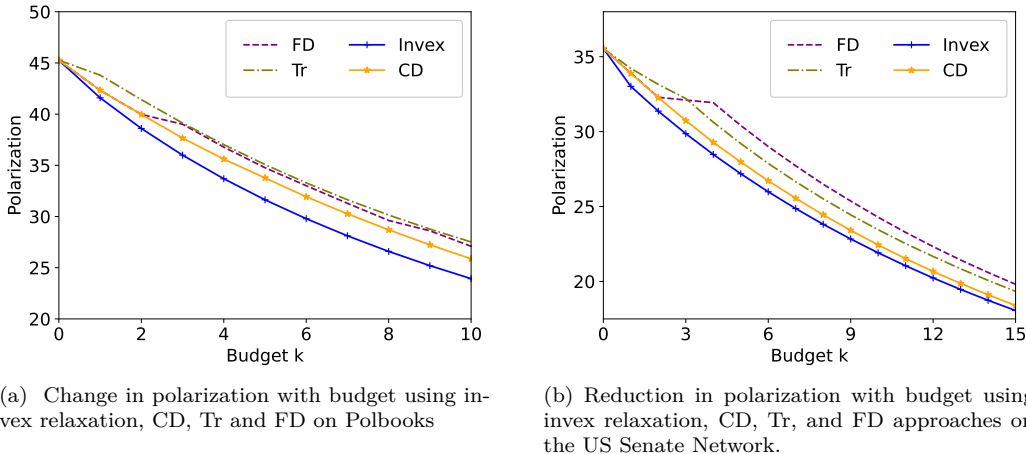 50
45
40
35
30
25
20
Polarization
0
2
4
6
8
10
Budget k
FD
Tr
Invex
CD
(a) Change in polarization with budget using in-
vex relaxation, CD, Tr and FD on Polbooks
35
30
25
20
Polarization
0
3
6
9
12
15
Budget k
FD
Tr
Invex
CD
(b) Reduction in polarization with budget using
invex relaxation, CD, Tr, and FD approaches on
the US Senate Network.